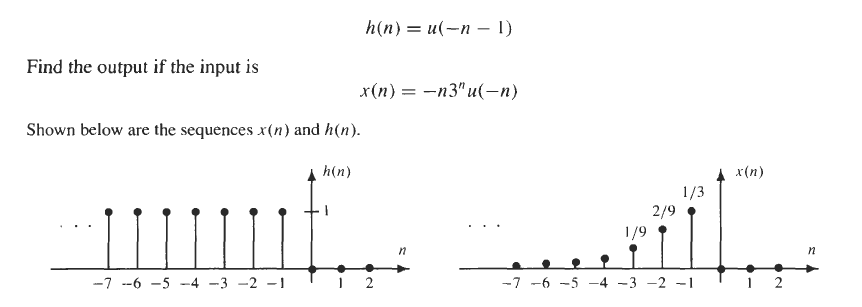 h(n) = u(−n − 1)
Find the output if the input is
x(n) = −n3ⁿu(−n)
Shown below are the sequences x(n) and h(n).
h(n)
1
. . .
n
−7 −6 −5 −4 −3 −2 −1 1 2
x(n)
1/3
2/9
1/9
. . .
n
−7 −6 −5 −4 −3 −2 −1 1 2